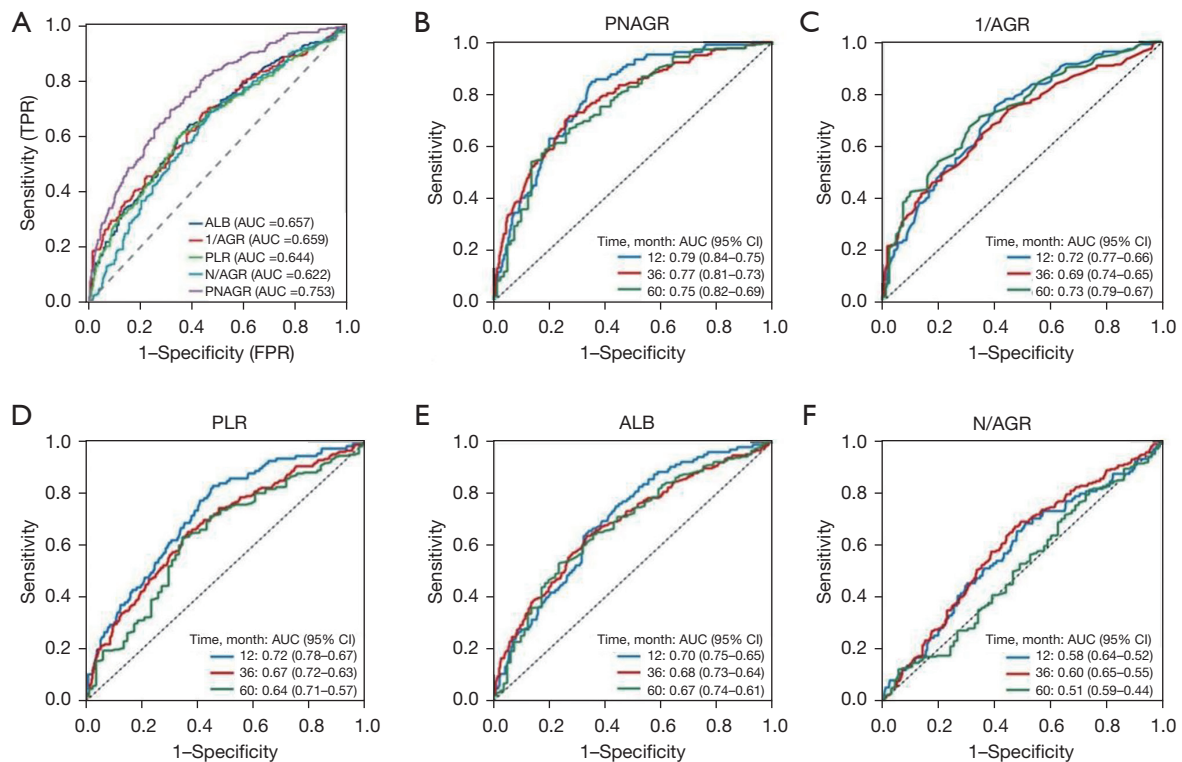 A
Sensitivity (TPR)
1.0
0.8
0.6
0.4
0.2
0.0
ALB (AUC =0.657)
1/AGR (AUC =0.659)
PLR (AUC =0.644)
N/AGR (AUC =0.622)
PNAGR (AUC =0.753)
0.0 0.2 0.4 0.6 0.8 1.0
1–Specificity (FPR)
B
PNAGR
Sensitivity
1.0
0.8
0.6
0.4
0.2
0.0
Time, month: AUC (95% CI)
12: 0.79 (0.84–0.75)
36: 0.77 (0.81–0.73)
60: 0.75 (0.82–0.69)
0.0 0.2 0.4 0.6 0.8 1.0
1–Specificity
C
1/AGR
Sensitivity
1.0
0.8
0.6
0.4
0.2
0.0
Time, month: AUC (95% CI)
12: 0.72 (0.77–0.66)
36: 0.69 (0.74–0.65)
60: 0.73 (0.79–0.67)
0.0 0.2 0.4 0.6 0.8 1.0
1–Specificity
D
PLR
Sensitivity
1.0
0.8
0.6
0.4
0.2
0.0
Time, month: AUC (95% CI)
12: 0.72 (0.78–0.67)
36: 0.67 (0.72–0.63)
60: 0.64 (0.71–0.57)
0.0 0.2 0.4 0.6 0.8 1.0
1–Specificity
E
ALB
Sensitivity
1.0
0.8
0.6
0.4
0.2
0.0
Time, month: AUC (95% CI)
12: 0.70 (0.75–0.65)
36: 0.68 (0.73–0.64)
60: 0.67 (0.74–0.61)
0.0 0.2 0.4 0.6 0.8 1.0
1–Specificity
F
N/AGR
Sensitivity
1.0
0.8
0.6
0.4
0.2
0.0
Time, month: AUC (95% CI)
12: 0.58 (0.64–0.52)
36: 0.60 (0.65–0.55)
60: 0.51 (0.59–0.44)
0.0 0.2 0.4 0.6 0.8 1.0
1–Specificity